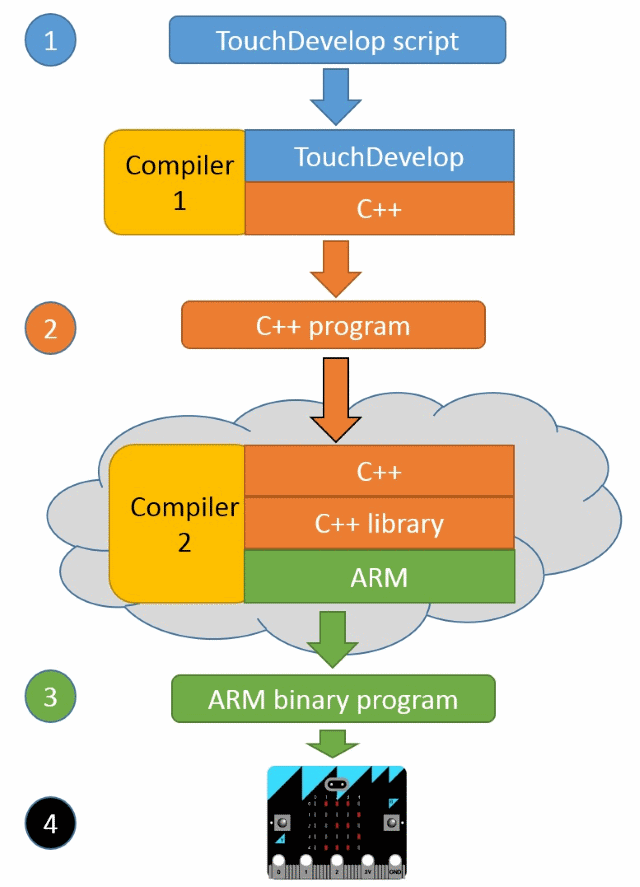 1
TouchDevelop script
Compiler
1
TouchDevelop
C++
2
C++ program
Compiler
2
C++
C++ library
ARM
3
ARM binary program
4
0 1 2 3V GND